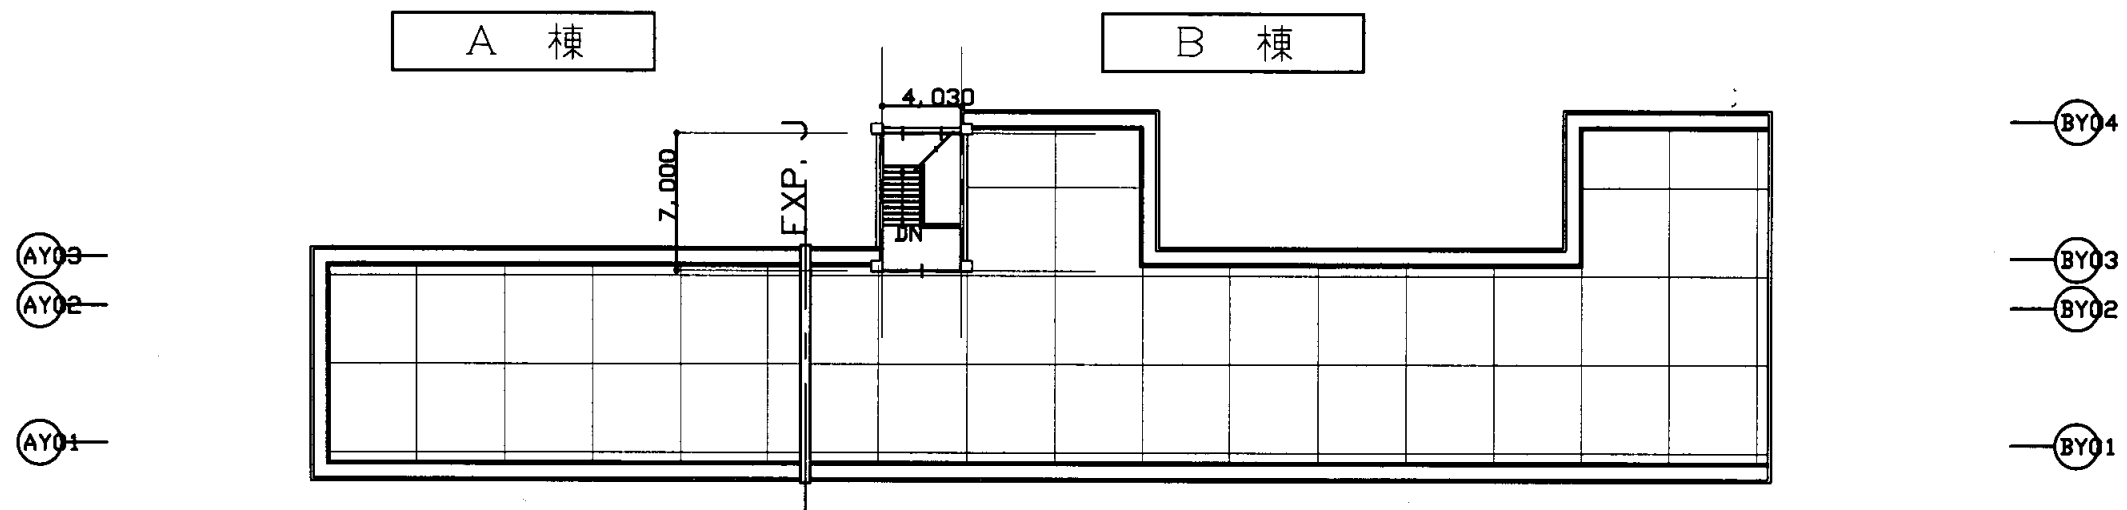 A 棟
B 棟
4,030
7,000
EXP. J
DN
AY03
AY02
AY01
BY04
BY03
BY02
BY01